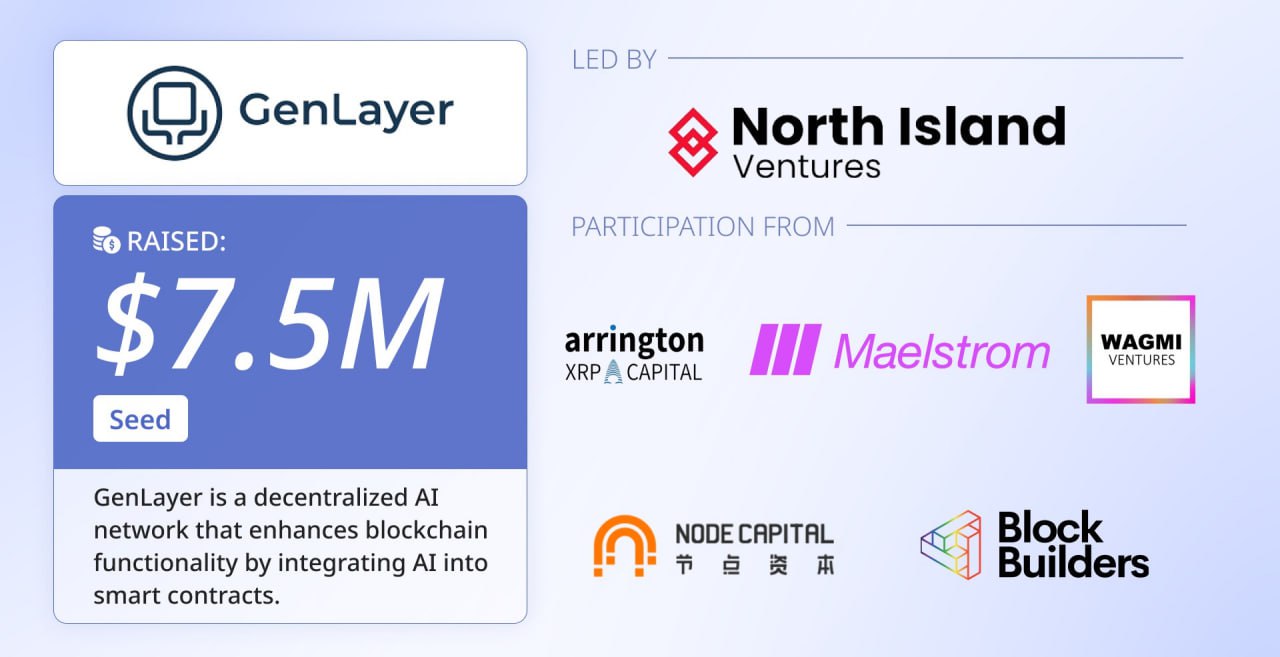 GenLayer
RAISED:
$7.5M
Seed
GenLayer is a decentralized AI
network that enhances blockchain
functionality by integrating AI into
smart contracts.
LED BY
North Island
Ventures
PARTICIPATION FROM
arrington
XRP CAPITAL
Maelstrom
WAGMI
VENTURES
NODE CAPITAL
节点资本
Block
Builders